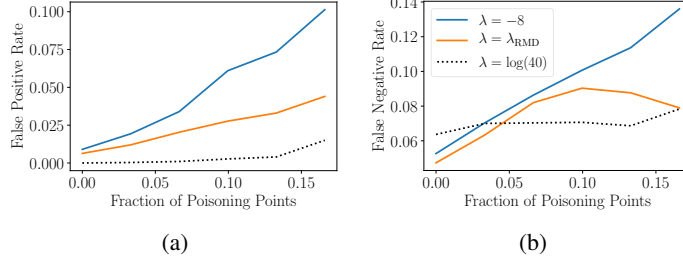 0.100
0.075
0.050
0.025
0.000
False Positive Rate
0.00
0.05
0.10
0.15
Fraction of Poisoning Points
(a)
0.14
0.12
0.10
0.08
0.06
False Negative Rate
λ = −8
λ = λ_RMD
λ = log(40)
0.00
0.05
0.10
0.15
Fraction of Poisoning Points
(b)